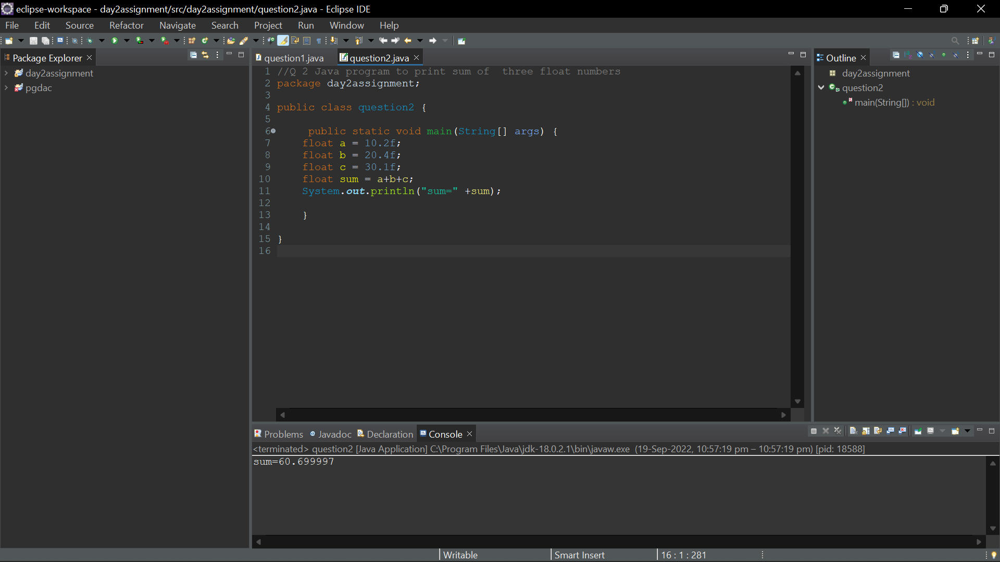 eclipse-workspace - day2assignment/src/day2assignment/question2.java - Eclipse IDE
File Edit Source Refactor Navigate Search Project Run Window Help
Package Explorer
day2assignment
pgdac
question1.java question2.java
1 //Q 2 Java program to print sum of  three float numbers
2 package day2assignment;
3
4 public class question2 {
5
6     public static void main(String[] args) {
7    float a = 10.2f;
8    float b = 20.4f;
9    float c = 30.1f;
10    float sum = a+b+c;
11    System.out.println("sum=" +sum);
12
13    }
14
15 }
16
Outline
day2assignment
question2
main(String[]) : void
Problems Javadoc Declaration Console
<terminated> question2 [Java Application] C:\Program Files\Java\jdk-18.0.2.1\bin\javaw.exe (19-Sep-2022, 10:57:19 pm – 10:57:19 pm) [pid: 18588]
sum=60.699997
Writable Smart Insert 16 : 1 : 281